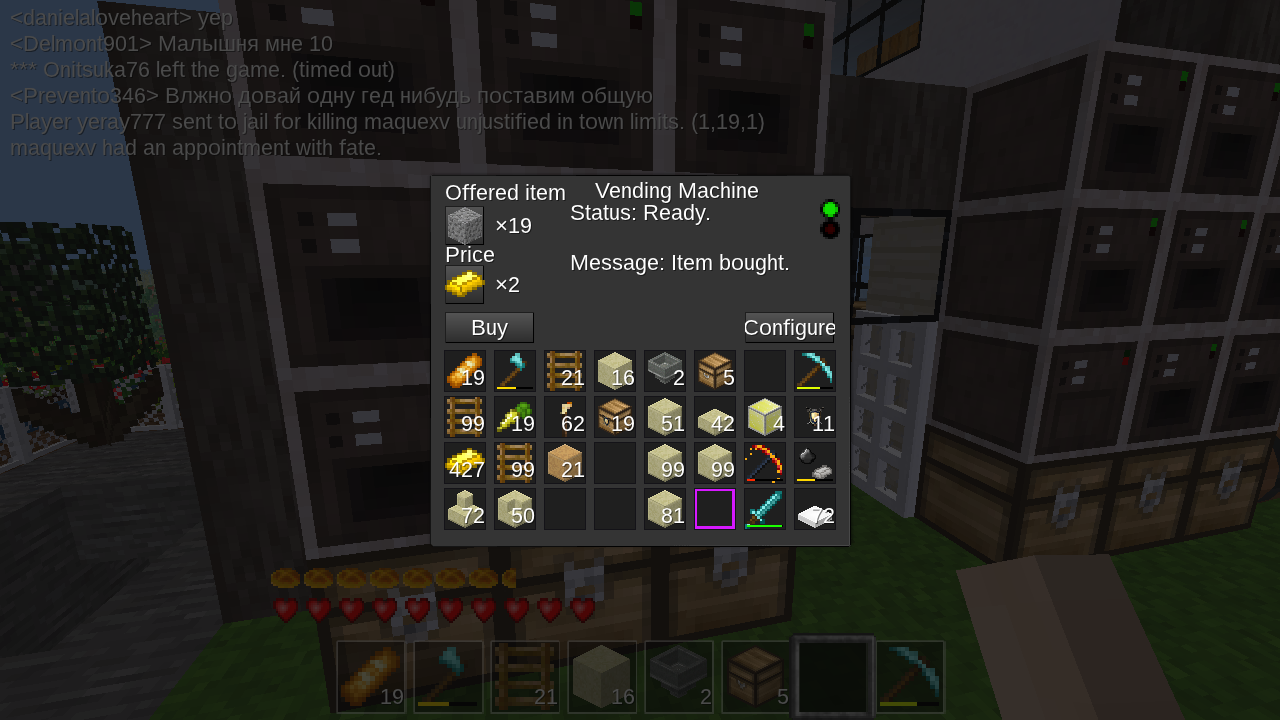 <danielaloveheart> yep
<Delmont901> Малышня мне 10
*** Onitsuka76 left the game. (timed out)
<Prevento346> Влжно довай одну гед нибудь поставим общую
Player yeray777 sent to jail for killing maquexv unjustified in town limits. (1,19,1)
maquexv had an appointment with fate.
Offered item
Vending Machine
×19
Status: Ready.
Price
×2
Message: Item bought.
Buy
Configure
19 21 16 2 5
99 19 62 19 51 42 4 11
427 99 21 99 99
72 50 81 2
19 21 16 2 5